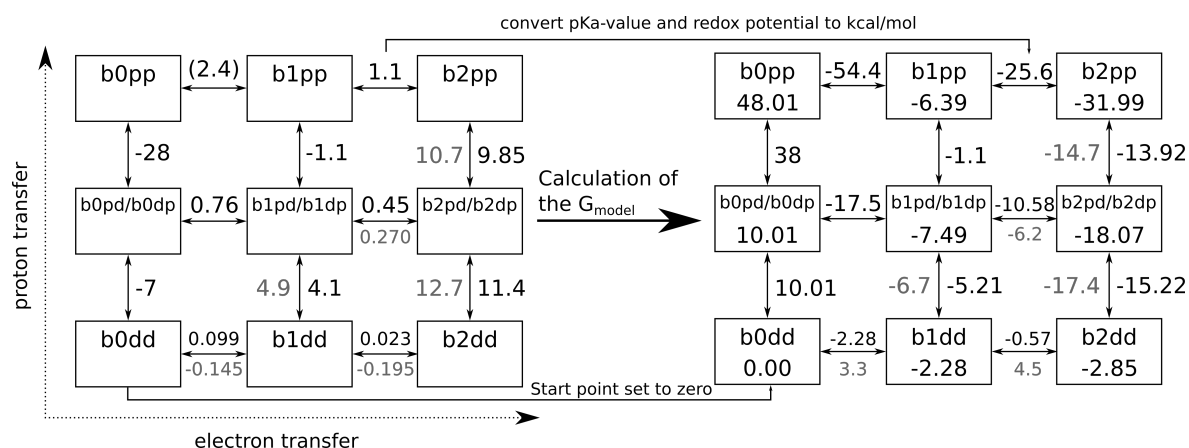 convert pKa-value and redox potential to kcal/mol
b0pp (2.4) b1pp 1.1 b2pp
-28 -1.1 10.7 9.85
b0pd/b0dp 0.76 b1pd/b1dp 0.45 b2pd/b2dp
0.270
-7 4.9 4.1 12.7 11.4
b0dd 0.099 b1dd 0.023 b2dd
-0.145 -0.195
proton transfer
electron transfer
Calculation of
the Gmodel
Start point set to zero
b0pp -54.4 b1pp -25.6 b2pp
48.01 -6.39 -31.99
38 -1.1 -14.7 -13.92
b0pd/b0dp -17.5 b1pd/b1dp -10.58 b2pd/b2dp
10.01 -7.49 -6.2 -18.07
10.01 -6.7 -5.21 -17.4 -15.22
b0dd -2.28 b1dd -0.57 b2dd
0.00 3.3 -2.28 4.5 -2.85